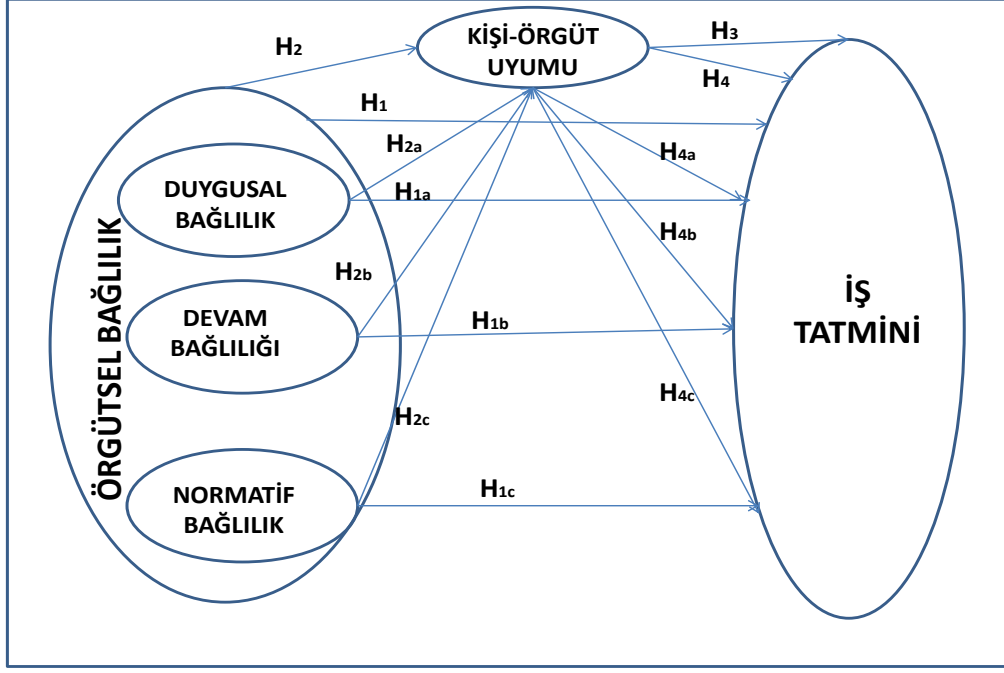 KİŞİ-ÖRGÜT
UYUMU
H2
H3
H4
H1
H2a
H4a
DUYGUSAL
BAĞLILIK
H1a
ÖRGÜTSEL BAĞLILIK
H4b
H2b
DEVAM
BAĞLILIĞI
H1b
İŞ
TATMİNİ
H2c
H4c
NORMATİF
BAĞLILIK
H1c